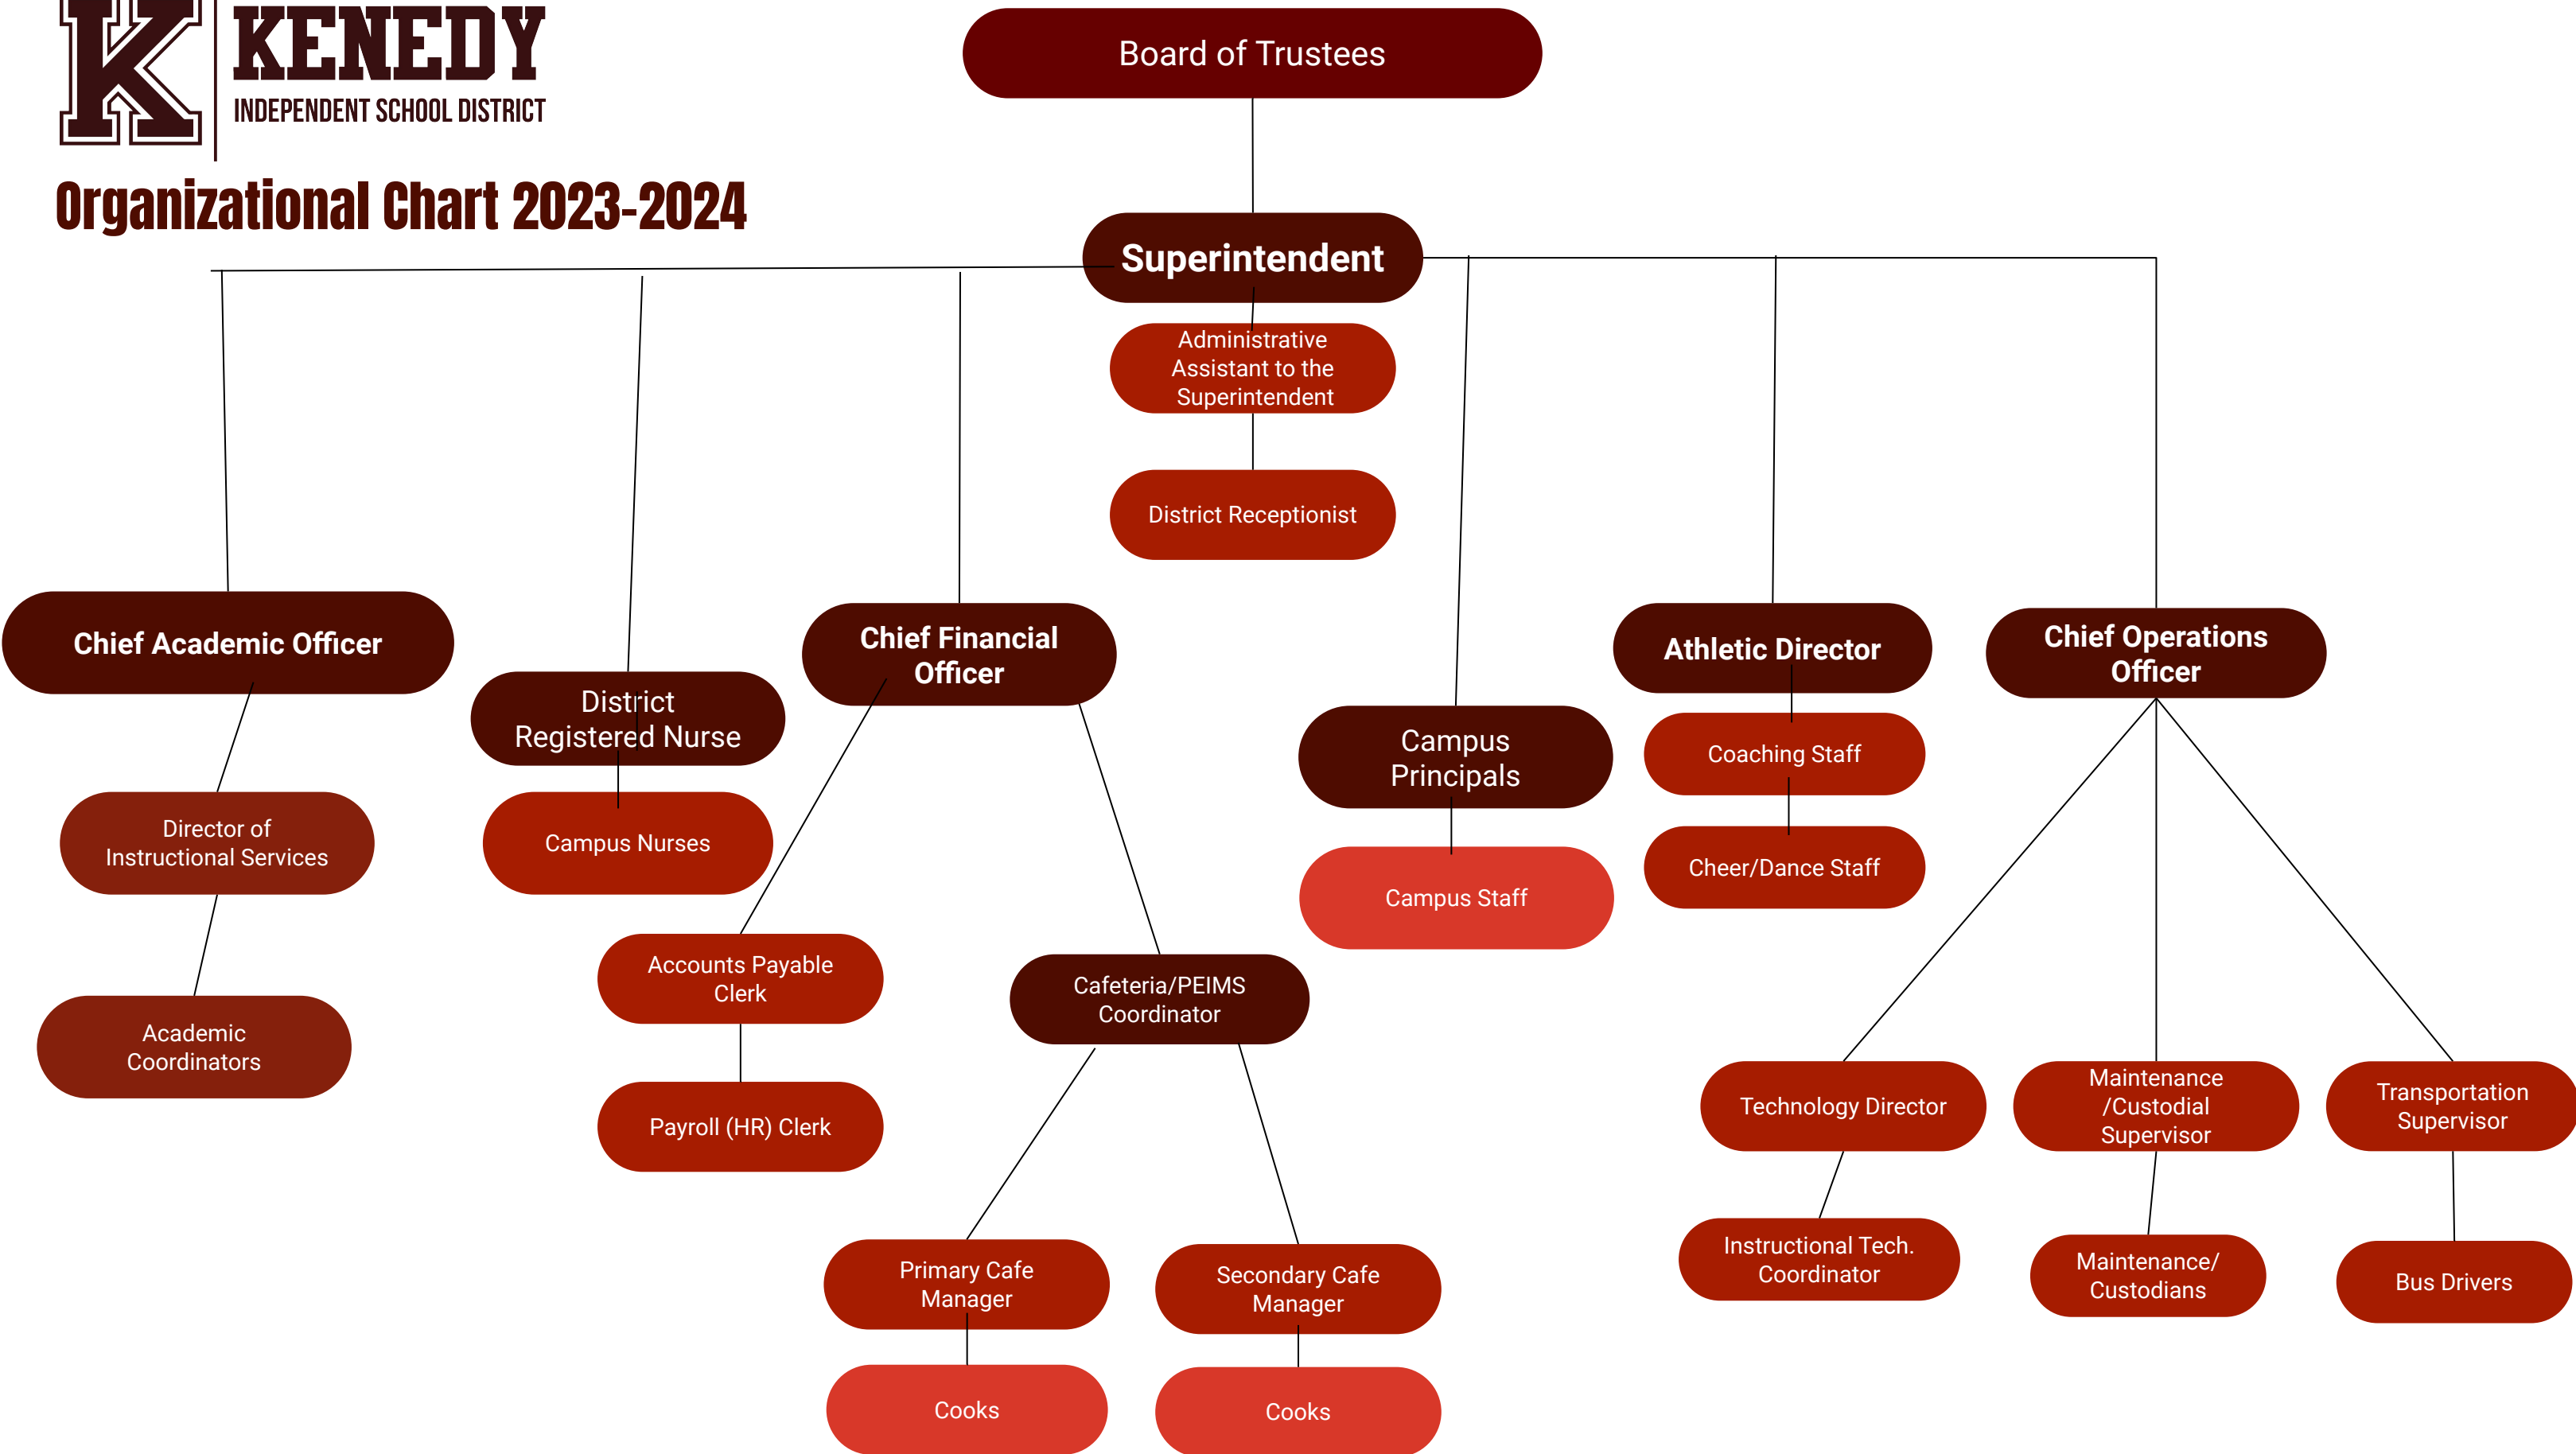 K
KENEDY
INDEPENDENT SCHOOL DISTRICT
Organizational Chart 2023-2024
Board of Trustees
Superintendent
Administrative
Assistant to the
Superintendent
District Receptionist
Chief Academic Officer
Director of
Instructional Services
Academic
Coordinators
District
Registered Nurse
Campus Nurses
Chief Financial
Officer
Accounts Payable
Clerk
Payroll (HR) Clerk
Cafeteria/PEIMS
Coordinator
Primary Cafe
Manager
Cooks
Secondary Cafe
Manager
Cooks
Campus
Principals
Campus Staff
Athletic Director
Coaching Staff
Cheer/Dance Staff
Chief Operations
Officer
Technology Director
Instructional Tech.
Coordinator
Maintenance
/Custodial
Supervisor
Maintenance/
Custodians
Transportation
Supervisor
Bus Drivers